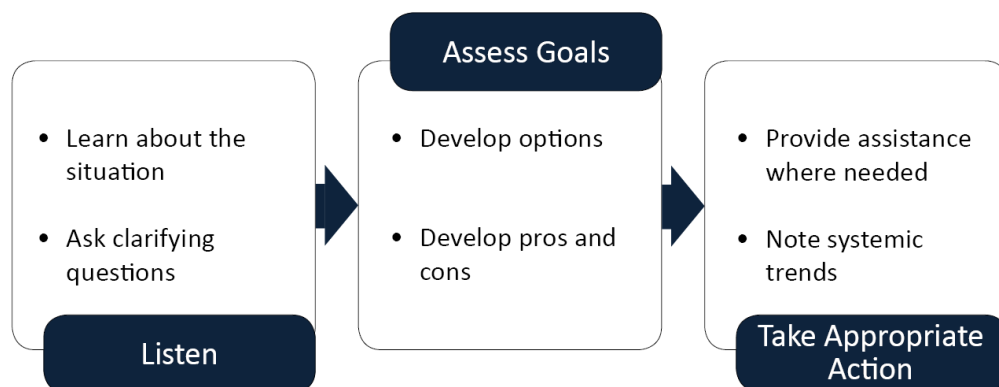 • Learn about the
situation
• Ask clarifying
questions
Listen
Assess Goals
• Develop options
• Develop pros and
cons
• Provide assistance
where needed
• Note systemic
trends
Take Appropriate
Action